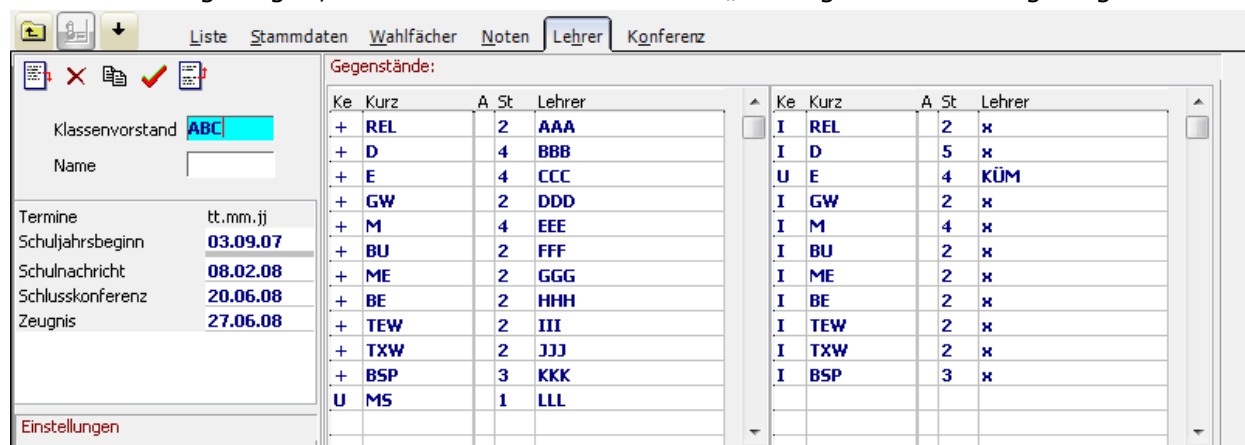 Liste Stammdaten Wahlfächer Noten Lehrer Konferenz
Gegenstände:
Klassenvorstand ABC
Name
Termine tt.mm.jj
Schuljahrsbeginn 03.09.07
Schulnachricht 08.02.08
Schlusskonferenz 20.06.08
Zeugnis 27.06.08
Einstellungen
Ke Kurz A St Lehrer
+ REL 2 AAA
+ D 4 BBB
+ E 4 CCC
+ GW 2 DDD
+ M 4 EEE
+ BU 2 FFF
+ ME 2 GGG
+ BE 2 HHH
+ TEW 2 III
+ TXW 2 JJJ
+ BSP 3 KKK
U MS 1 LLL
Ke Kurz A St Lehrer
I REL 2 x
I D 5 x
U E 4 KÜM
I GW 2 x
I M 4 x
I BU 2 x
I ME 2 x
I BE 2 x
I TEW 2 x
I TXW 2 x
I BSP 3 x